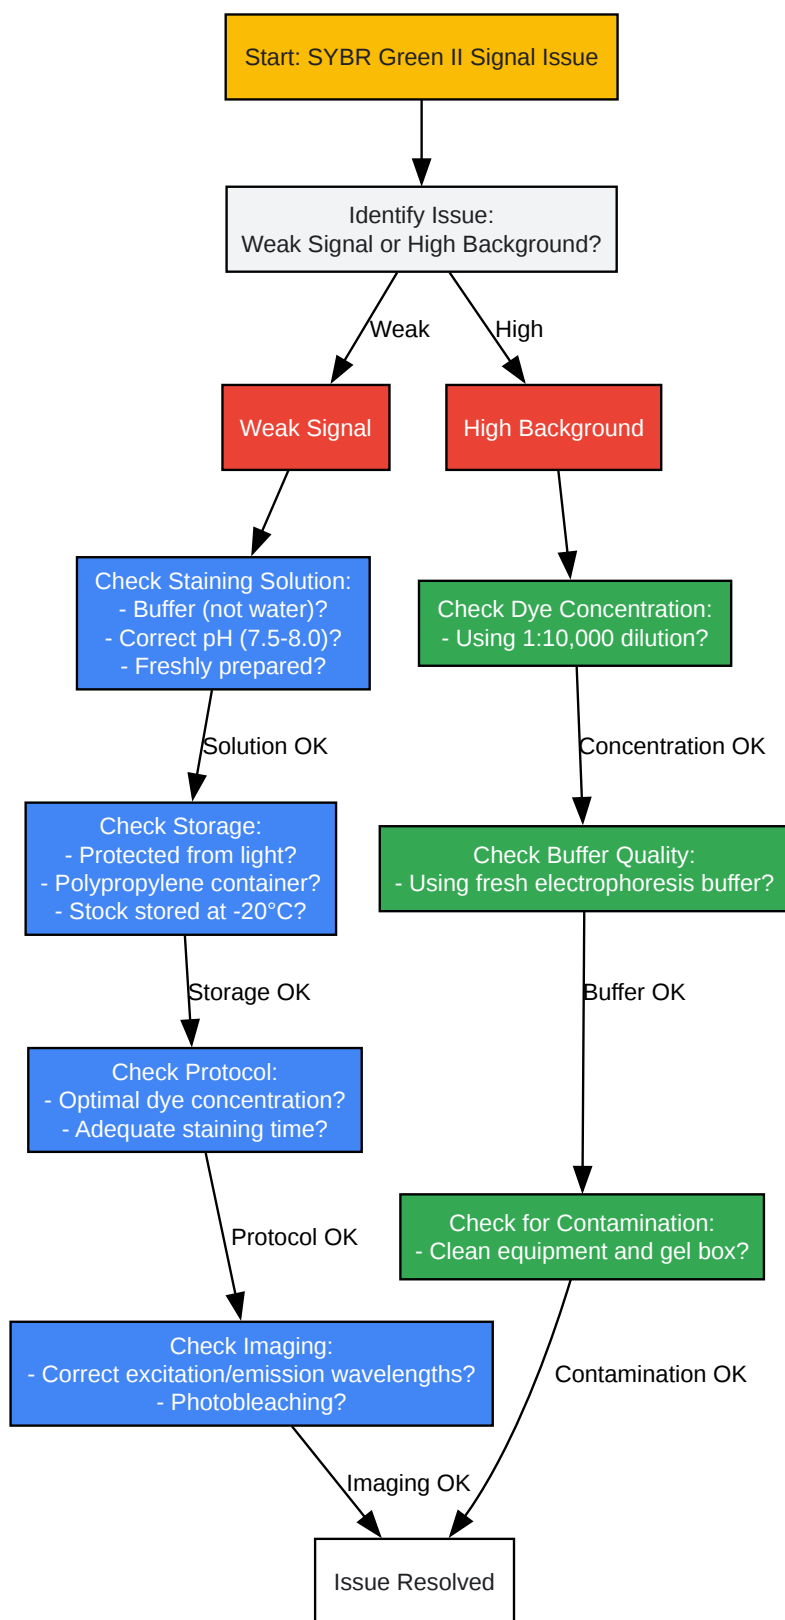 Start: SYBR Green II Signal Issue
Identify Issue:
Weak Signal or High Background?
Weak
High
Weak Signal
High Background
Check Staining Solution:
- Buffer (not water)?
- Correct pH (7.5-8.0)?
- Freshly prepared?
Check Dye Concentration:
- Using 1:10,000 dilution?
Solution OK
Concentration OK
Check Storage:
- Protected from light?
- Polypropylene container?
- Stock stored at -20°C?
Check Buffer Quality:
- Using fresh electrophoresis buffer?
Storage OK
Buffer OK
Check Protocol:
- Optimal dye concentration?
- Adequate staining time?
Check for Contamination:
- Clean equipment and gel box?
Protocol OK
Check Imaging:
- Correct excitation/emission wavelengths?
- Photobleaching?
Contamination OK
Imaging OK
Issue Resolved